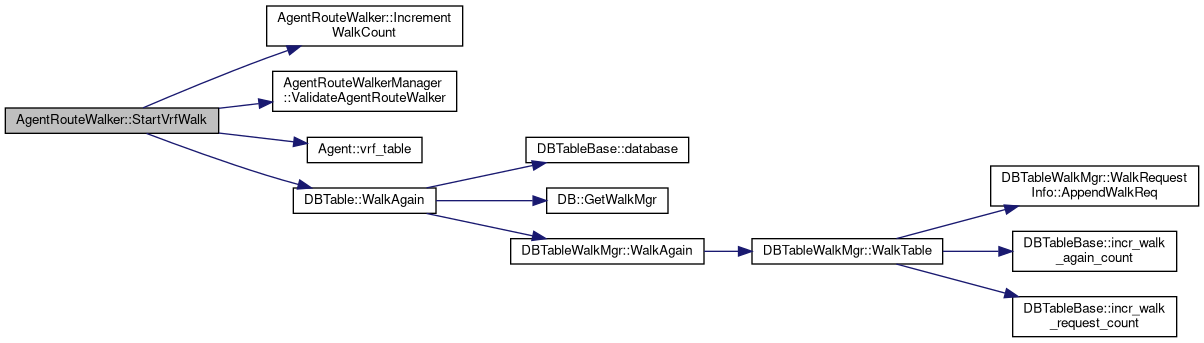 AgentRouteWalker::Increment
WalkCount
AgentRouteWalkerManager
::ValidateAgentRouteWalker
AgentRouteWalker::StartVrfWalk
Agent::vrf_table
DBTable::WalkAgain
DBTableBase::database
DB::GetWalkMgr
DBTableWalkMgr::WalkAgain
DBTableWalkMgr::WalkTable
DBTableWalkMgr::WalkRequest
Info::AppendWalkReq
DBTableBase::incr_walk
_again_count
DBTableBase::incr_walk
_request_count